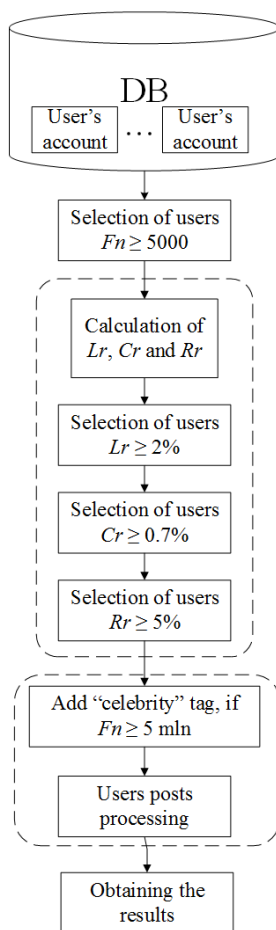 DB
User's … User's
account account
Selection of users
Fn ≥ 5000
Calculation of
Lr, Cr and Rr
Selection of users
Lr ≥ 2%
Selection of users
Cr ≥ 0.7%
Selection of users
Rr ≥ 5%
Add “celebrity” tag, if
Fn ≥ 5 mln
Users posts
processing
Obtaining the
results